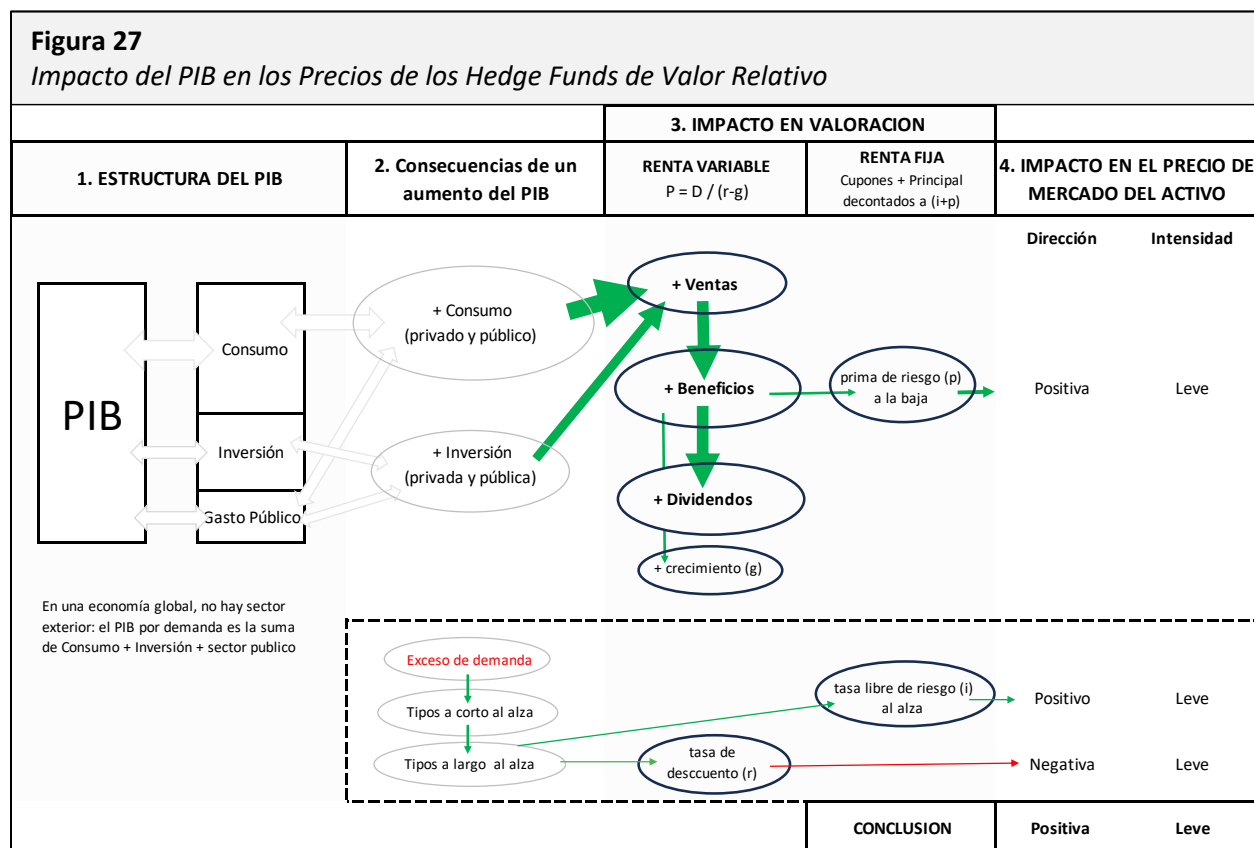 Figura 27
Impacto del PIB en los Precios de los Hedge Funds de Valor Relativo
3. IMPACTO EN VALORACION
1. ESTRUCTURA DEL PIB
2. Consecuencias de un
aumento del PIB
RENTA VARIABLE
P = D / (r-g)
RENTA FIJA
Cupones + Principal
decontados a (i+p)
4. IMPACTO EN EL PRECIO DE
MERCADO DEL ACTIVO
Dirección
Intensidad
PIB
Consumo
Inversión
Gasto Público
+ Consumo
(privado y público)
+ Inversión
(privada y pública)
+ Ventas
+ Beneficios
+ Dividendos
+ crecimiento (g)
prima de riesgo (p)
a la baja
Positiva
Leve
En una economía global, no hay sector
exterior: el PIB por demanda es la suma
de Consumo + Inversión + sector publico
Exceso de demanda
Tipos a corto al alza
Tipos a largo al alza
tasa libre de riesgo (i)
al alza
Positivo
Leve
tasa de
desccuento (r)
Negativa
Leve
CONCLUSION
Positiva
Leve